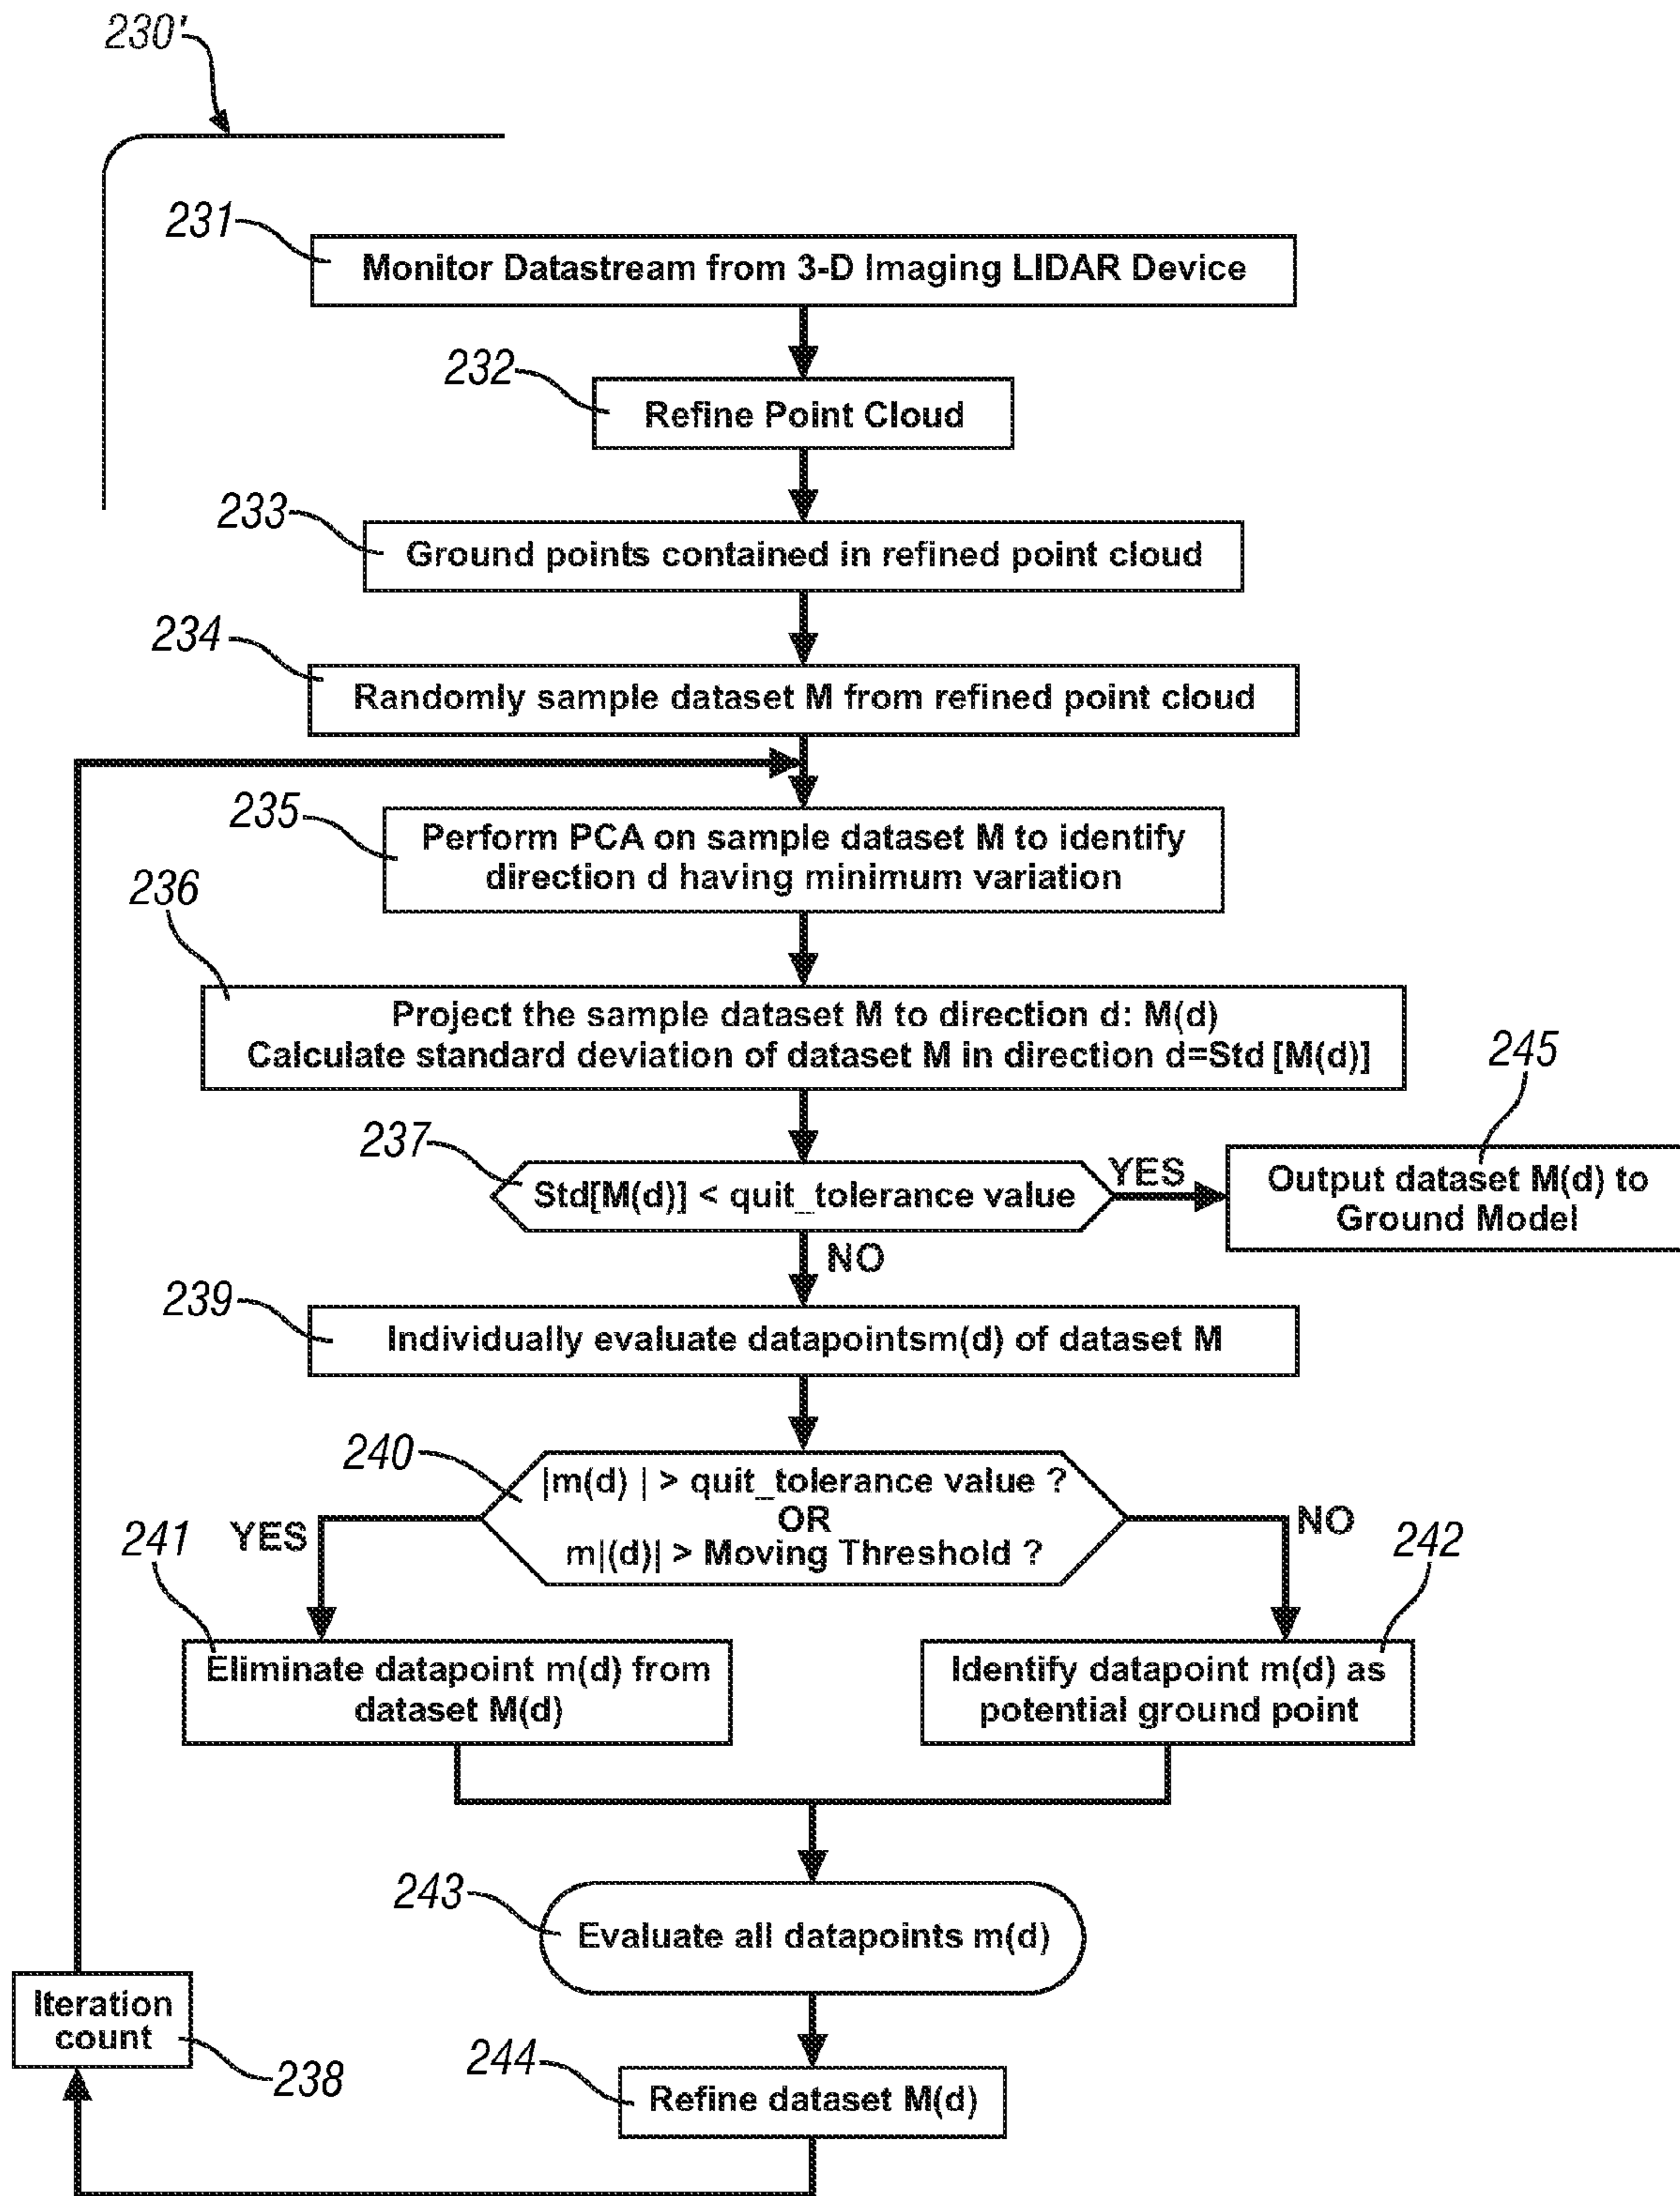 230'
231
Monitor Datastream from 3-D Imaging LIDAR Device
232
Refine Point Cloud
233
Ground points contained in refined point cloud
234
Randomly sample dataset M from refined point cloud
235
Perform PCA on sample dataset M to identify
direction d having minimum variation
236
Project the sample dataset M to direction d: M(d)
Calculate standard deviation of dataset M in direction d=Std [M(d)]
237
Std[M(d)] < quit_tolerance value
YES
245
Output dataset M(d) to
Ground Model
NO
239
Individually evaluate datapointsm(d) of dataset M
240
|m(d) | > quit_tolerance value ?
OR
m|(d)| > Moving Threshold ?
YES
NO
241
Eliminate datapoint m(d) from
dataset M(d)
242
Identify datapoint m(d) as
potential ground point
243
Evaluate all datapoints m(d)
Iteration
count
238
244
Refine dataset M(d)